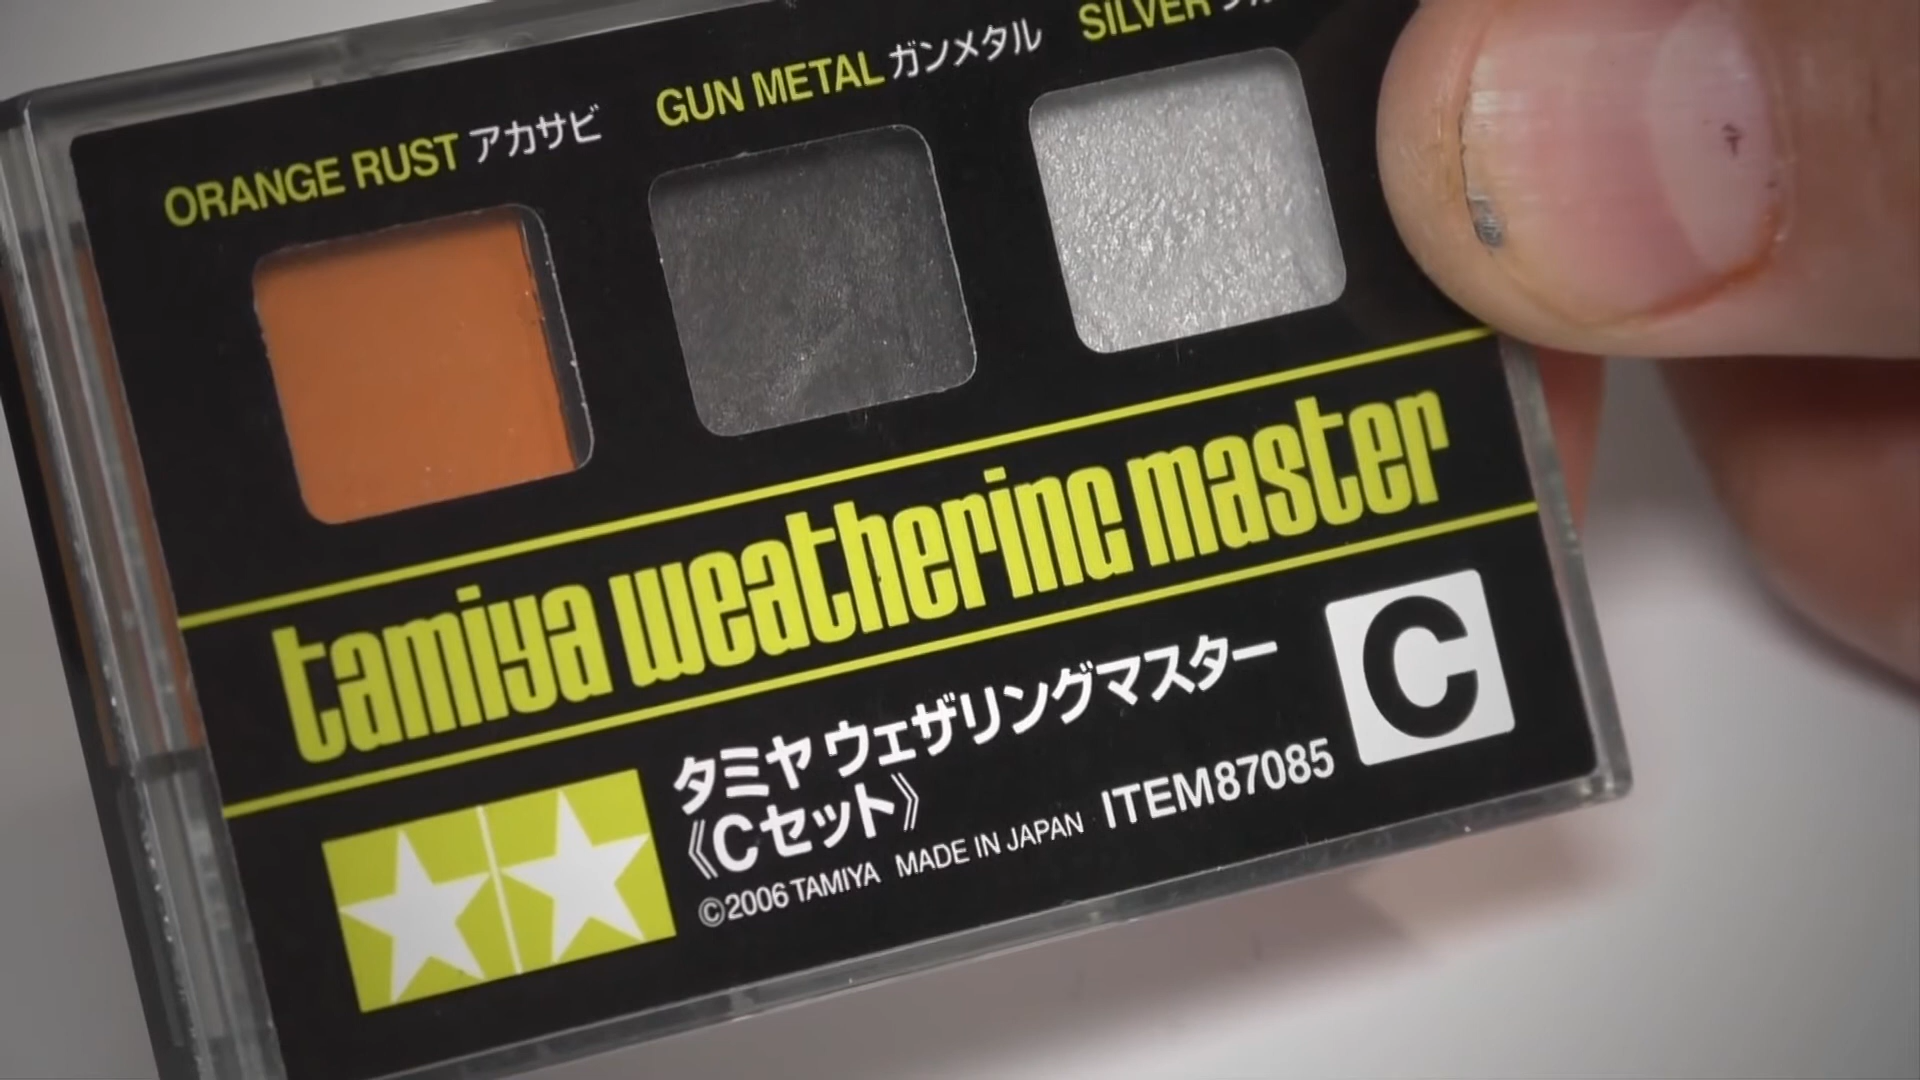 ORANGE RUST アカサビ
GUN METAL ガンメタル
SILVER
tamiya weathering master
タミヤ ウェザリングマスター
《Cセット》
C
©2006 TAMIYA MADE IN JAPAN ITEM87085